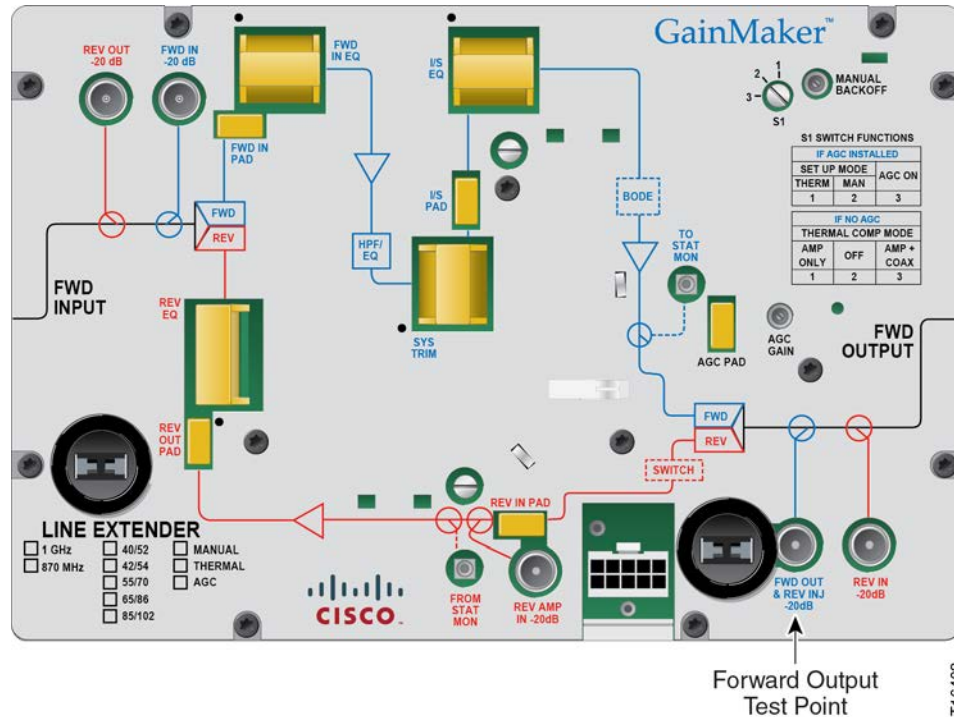 GainMaker™
REV OUT
-20 dB
FWD IN
-20 dB
FWD
IN EQ
I/S
EQ
1
2
3
S1
MANUAL
BACKOFF
S1 SWITCH FUNCTIONS
IF AGC INSTALLED
SET UP MODE
AGC ON
THERM
MAN
1
2
3
IF NO AGC
THERMAL COMP MODE
AMP
ONLY
OFF
AMP +
COAX
1
2
3
FWD IN
PAD
I/S
PAD
BODE
FWD
REV
HPF/
EQ
TO
STAT
MON
FWD
INPUT
REV
EQ
SYS
TRIM
AGC PAD
AGC
GAIN
FWD
OUTPUT
REV
OUT
PAD
FWD
REV
SWITCH
REV IN PAD
LINE EXTENDER
1 GHz
870 MHz
40/52
42/54
55/70
65/86
85/102
MANUAL
THERMAL
AGC
CISCO
FROM
STAT
MON
REV AMP
IN -20dB
FWD OUT
& REV INJ
-20dB
REV IN
-20dB
Forward Output
Test Point